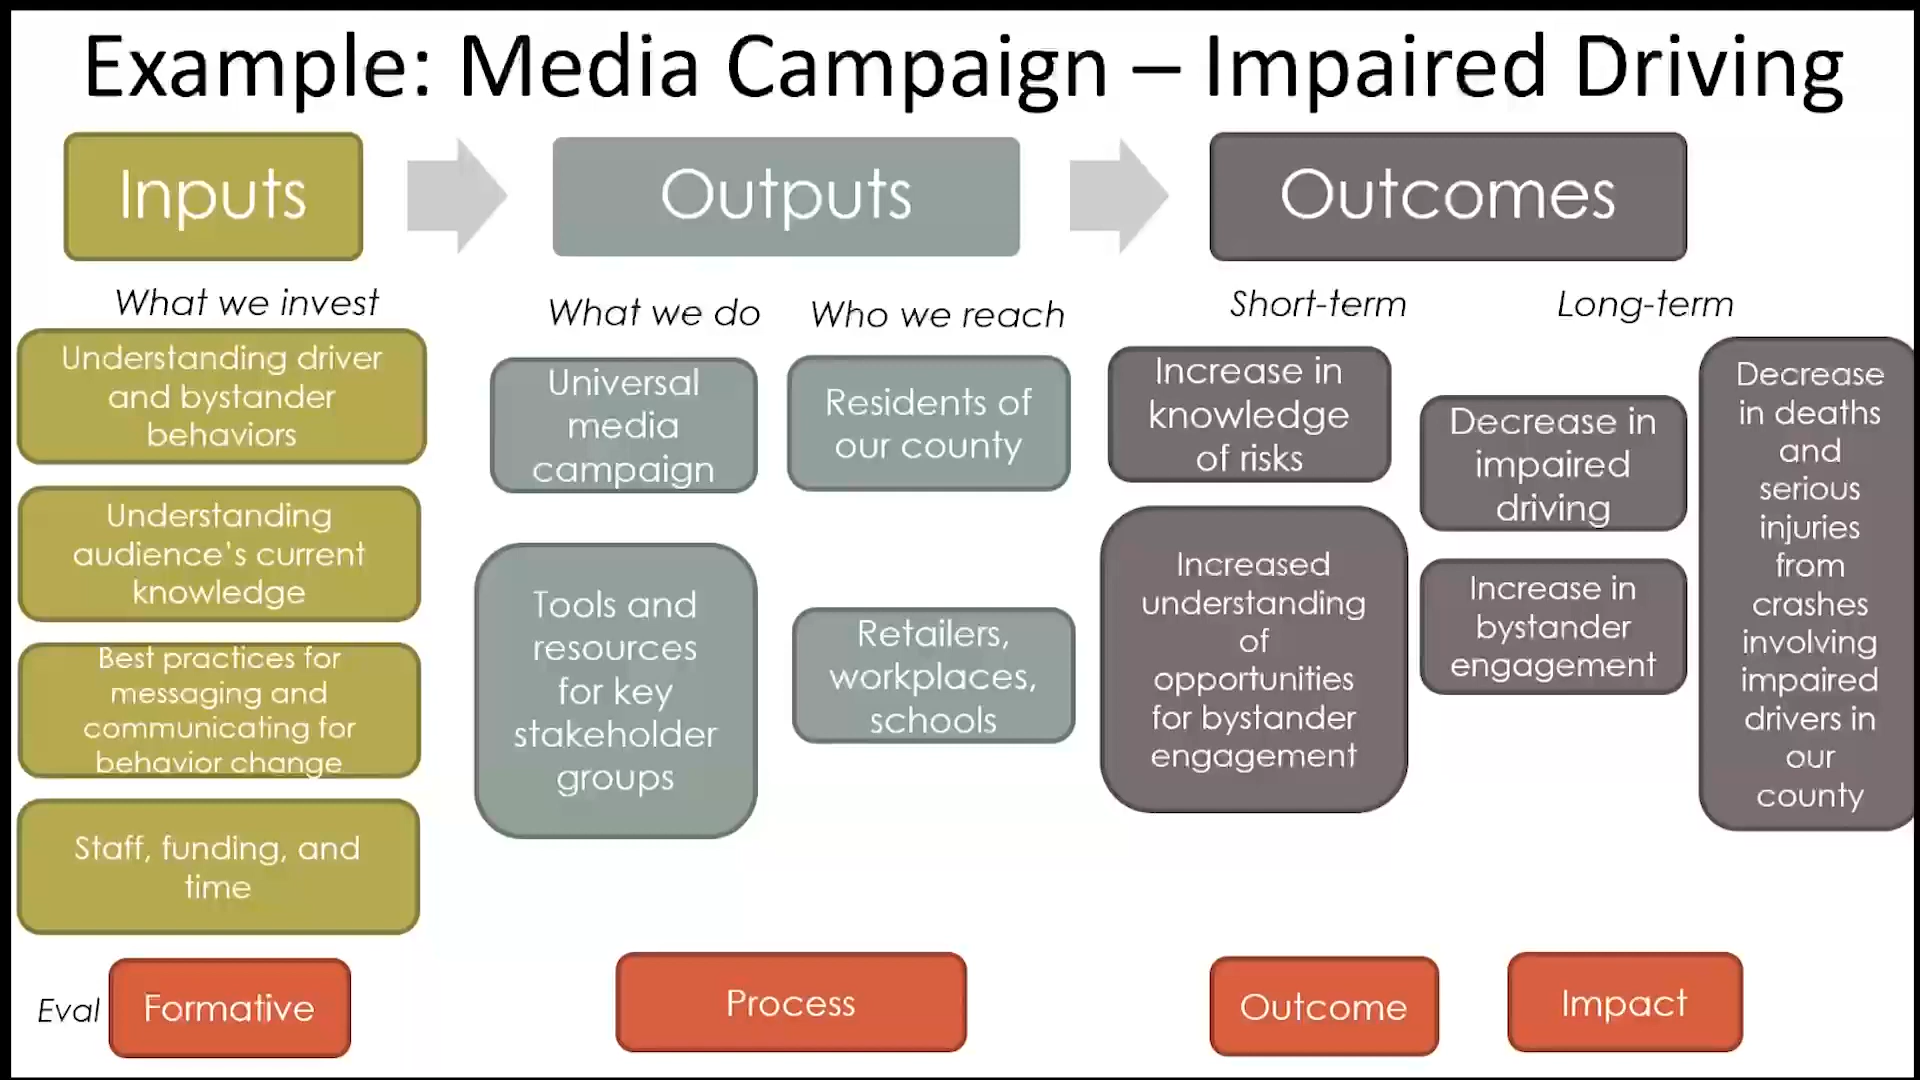 Example: Media Campaign – Impaired Driving
Inputs
Outputs
Outcomes
What we invest
What we do
Who we reach
Short-term
Long-term
Understanding driver
and bystander
behaviors
Understanding
audience’s current
knowledge
Best practices for
messaging and
communicating for
behavior change
Staff, funding, and
time
Universal
media
campaign
Tools and
resources
for key
stakeholder
groups
Residents of
our county
Retailers,
workplaces,
schools
Increase in
knowledge
of risks
Increased
understanding
of
opportunities
for bystander
engagement
Decrease in
impaired
driving
Increase in
bystander
engagement
Decrease
in deaths
and
serious
injuries
from
crashes
involving
impaired
drivers in
our
county
Eval
Formative
Process
Outcome
Impact